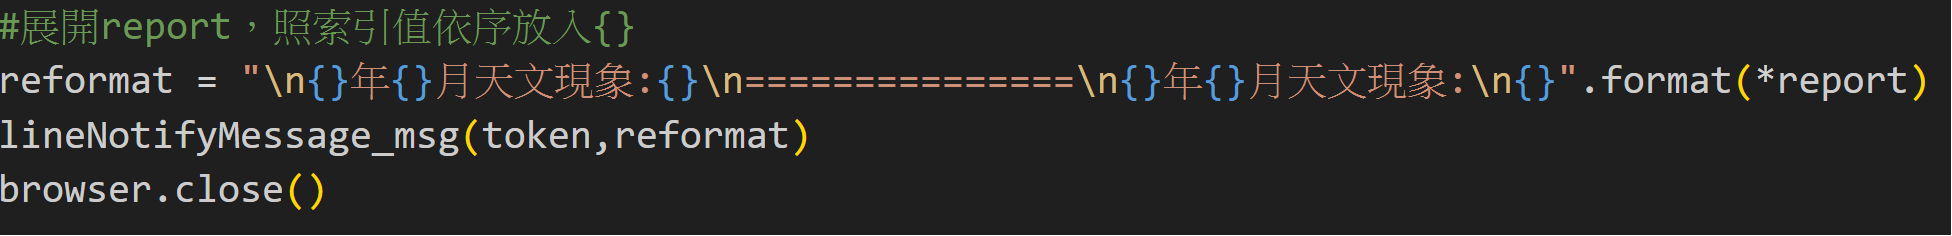 #展開report，照索引值依序放入{}
reformat = "\n{}年{}月天文現象:{}\n===============\n{}年{}月天文現象:\n{}".format(*report)
lineNotifyMessage_msg(token,reformat)
browser.close()